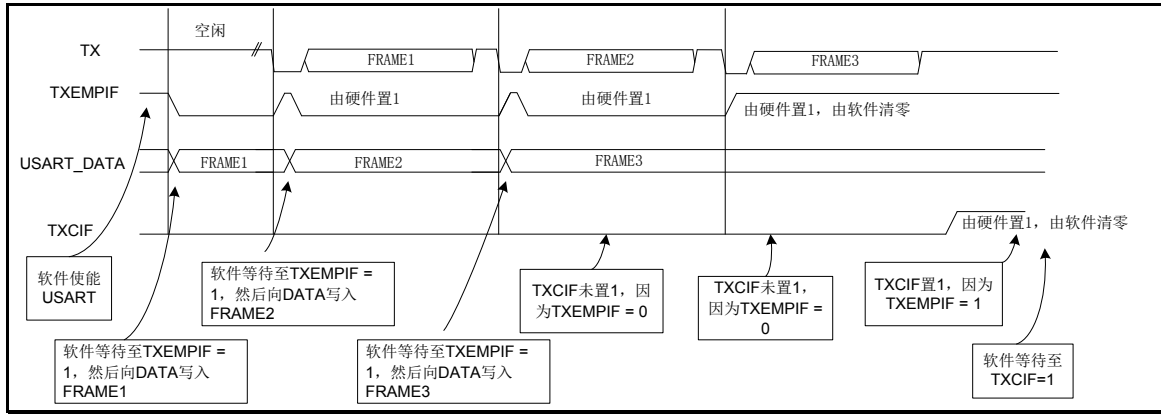 空闲
TX
FRAME1
FRAME2
FRAME3
TXEMPIF
由硬件置1
由硬件置1
由硬件置1，由软件清零
USART_DATA
FRAME1
FRAME2
FRAME3
TXCIF
由硬件置1，由软件清零
软件使能
USART
软件等待至TXEMPIF =
1，然后向DATA写入
FRAME2
TXCIF未置1，因
为TXEMPIF = 0
TXCIF未置1，
因为TXEMPIF =
0
TXCIF置1，因为
TXEMPIF = 1
软件等待至TXEMPIF =
1，然后向DATA写入
FRAME1
软件等待至TXEMPIF =
1，然后向DATA写入
FRAME3
软件等待至
TXCIF=1